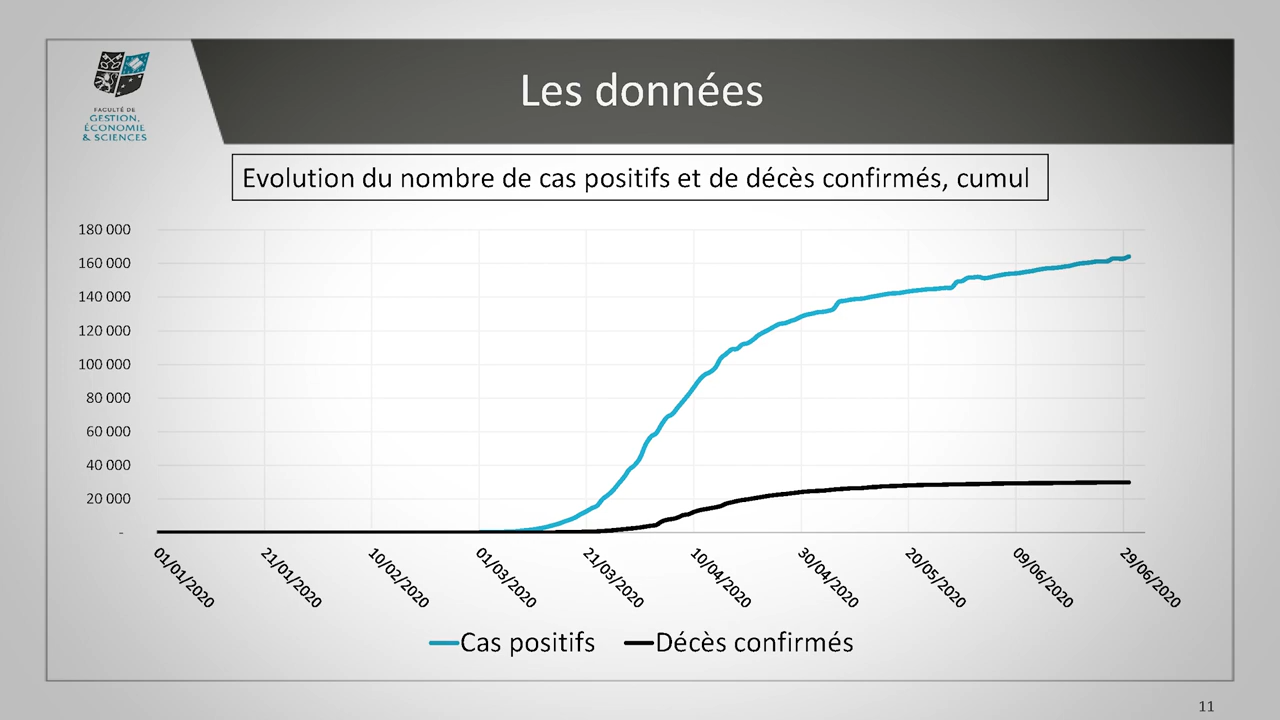 FACULTÉ DE
GESTION,
ÉCONOMIE
& SCIENCES
Les données
Evolution du nombre de cas positifs et de décès confirmés, cumul
180 000
160 000
140 000
120 000
100 000
80 000
60 000
40 000
20 000
-
01/01/2020
21/01/2020
10/02/2020
01/03/2020
21/03/2020
10/04/2020
30/04/2020
20/05/2020
09/06/2020
29/06/2020
Cas positifs
Décès confirmés
11